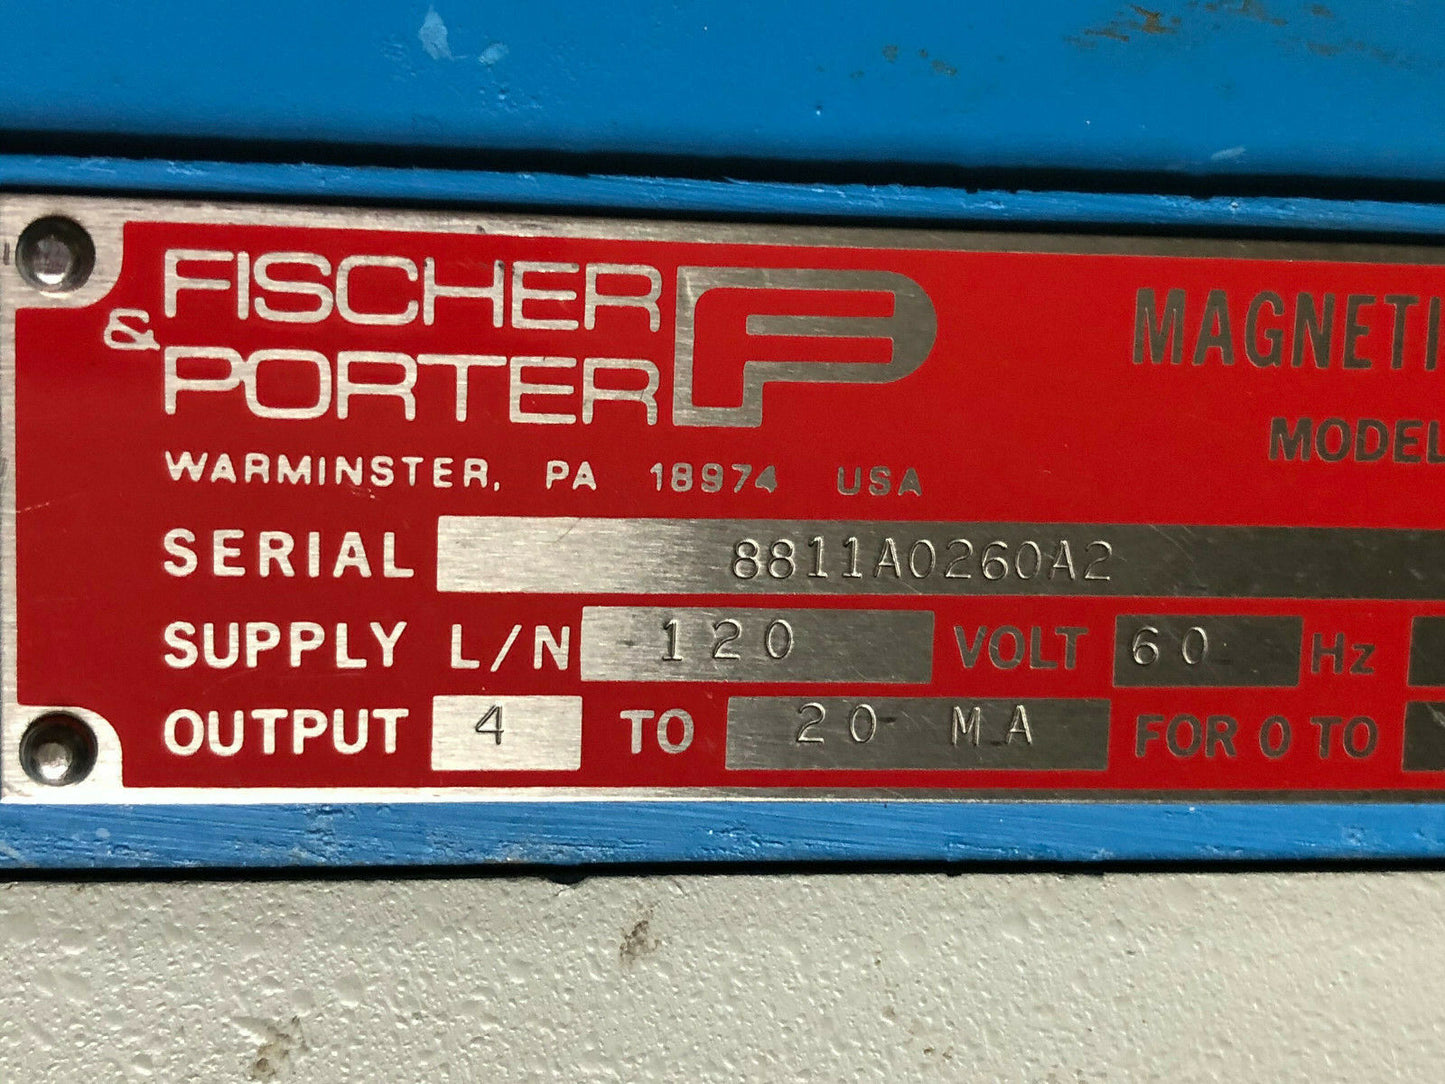 FISCHER
& PORTER
WARMINSTER, PA 18974 USA
MODEL
SERIAL 8811A0260A2
SUPPLY L/N 120 VOLT 60 Hz
OUTPUT 4 TO 20 MA FOR 0 TO